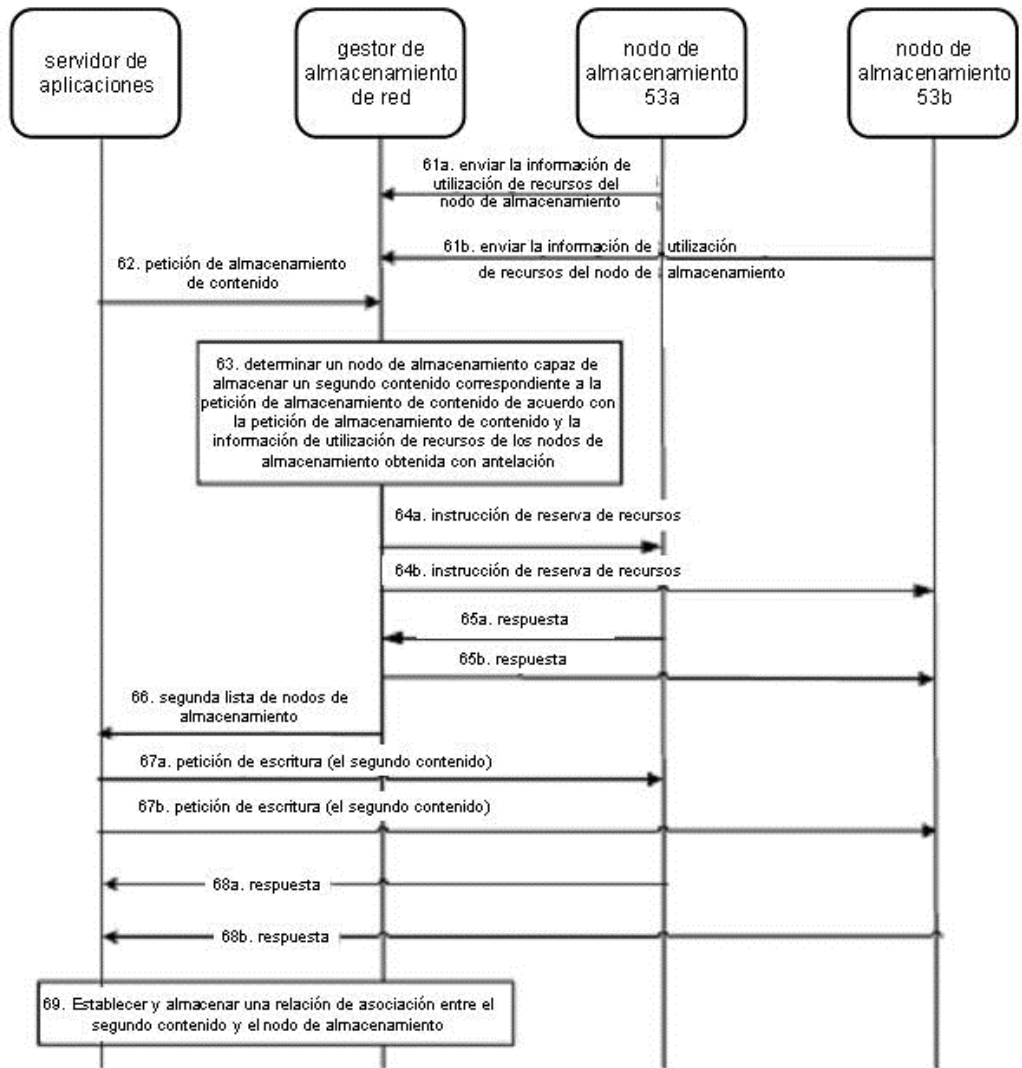 servidor de
aplicaciones
gestor de
almacenamiento
de red
nodo de
almacenamiento
53a
nodo de
almacenamiento
53b
61a. enviar la información de
utilización de recursos del
nodo de almacenamiento
61b. enviar la información de utilización
de recursos del nodo de almacenamiento
62. petición de almacenamiento
de contenido
63. determinar un nodo de almacenamiento capaz de
almacenar un segundo contenido correspondiente a la
petición de almacenamiento de contenido de acuerdo con
la petición de almacenamiento de contenido y la
información de utilización de recursos de los nodos de
almacenamiento obtenida con antelación
64a. instrucción de reserva de recursos
64b. instrucción de reserva de recursos
65a. respuesta
65b. respuesta
66. segunda lista de nodos de
almacenamiento
67a. petición de escritura (el segundo contenido)
67b. petición de escritura (el segundo contenido)
68a. respuesta
68b. respuesta
69. Establecer y almacenar una relación de asociación entre el
segundo contenido y el nodo de almacenamiento